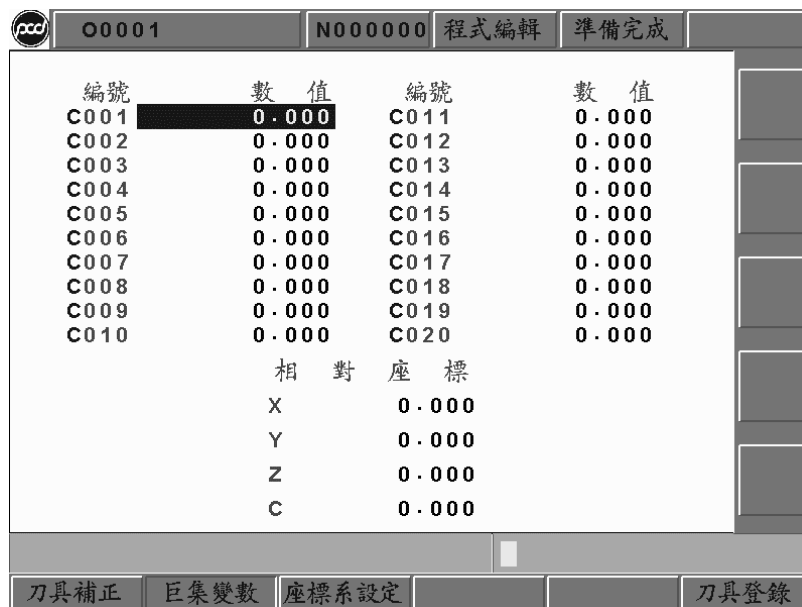 pcd O0001 N000000 程式編輯 準備完成
編號 數 值 編號 數 值
C001 0.000 C011 0.000
C002 0.000 C012 0.000
C003 0.000 C013 0.000
C004 0.000 C014 0.000
C005 0.000 C015 0.000
C006 0.000 C016 0.000
C007 0.000 C017 0.000
C008 0.000 C018 0.000
C009 0.000 C019 0.000
C010 0.000 C020 0.000
相 對 座 標
X 0.000
Y 0.000
Z 0.000
C 0.000
刀具補正 巨集變數 座標系設定 刀具登錄